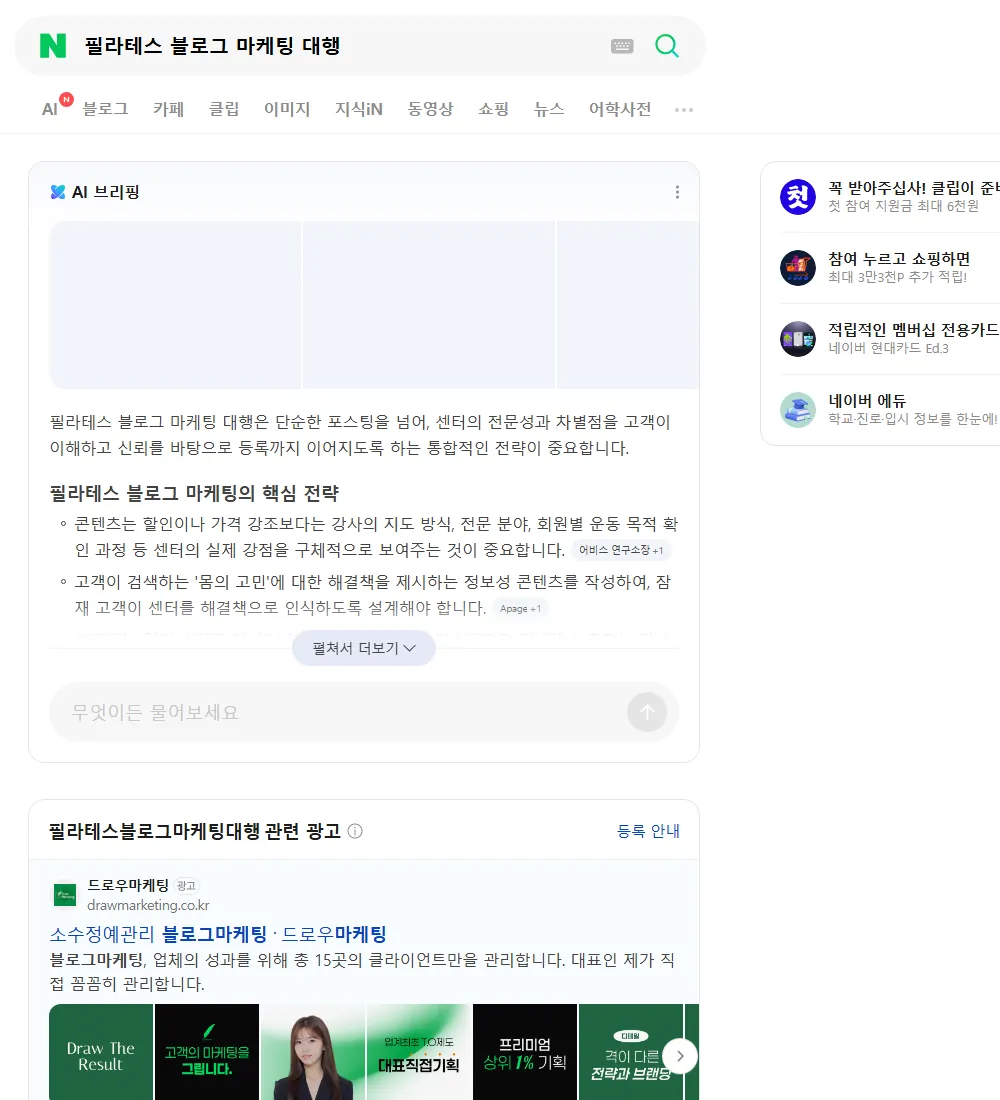 N 필라테스 블로그 마케팅 대행
AI N 블로그 카페 클립 이미지 지식iN 동영상 쇼핑 뉴스 어학사전
AI 브리핑
필라테스 블로그 마케팅 대행은 단순한 포스팅을 넘어, 센터의 전문성과 차별점을 고객이
이해하고 신뢰를 바탕으로 등록까지 이어지도록 하는 통합적인 전략이 중요합니다.
필라테스 블로그 마케팅의 핵심 전략
콘텐츠는 할인이나 가격 강조보다는 강사의 지도 방식, 전문 분야, 회원별 운동 목적 확
인 과정 등 센터의 실제 강점을 구체적으로 보여주는 것이 중요합니다. 어비스 연구소장 +1
고객이 검색하는 '몸의 고민'에 대한 해결책을 제시하는 정보성 콘텐츠를 작성하여, 잠
재 고객이 센터를 해결책으로 인식하도록 설계해야 합니다. Apage +1
펼쳐서 더보기
무엇이든 물어보세요
필라테스블로그마케팅대행 관련 광고
등록 안내
드로우마케팅 광고
drawmarketing.co.kr
소수정예관리 블로그마케팅 · 드로우마케팅
블로그마케팅, 업체의 성과를 위해 총 15곳의 클라이언트만을 관리합니다. 대표인 제가 직
접 꼼꼼히 관리합니다.
Draw The
Result
고객의 마케팅을
그립니다.
업계최초 T.O제도
대표직접기획
프리미엄
상위 1% 기획
디테일
격이 다른
전략과 브랜딩
첫
꼭 받아주십사! 클립이 준비
첫 참여 지원금 최대 6천원
참여 누르고 쇼핑하면
최대 3만3천P 추가 적립!
적립적인 멤버십 전용카드
네이버 현대카드 Ed.3
네이버 에듀
학교·진로·입시 정보를 한눈에!